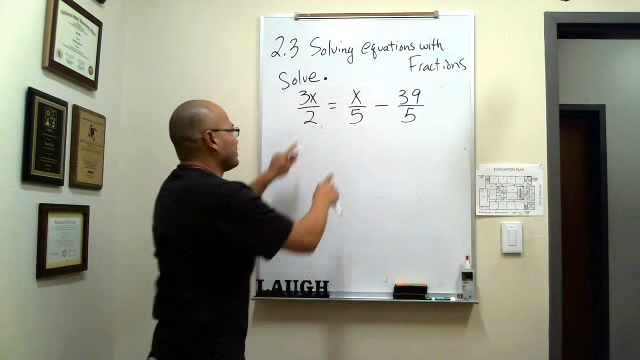 2.3 Solving equations with
Fractions
Solve.
3x/2 = x/5 - 39/5
EVACUATION PLAN
LAUGH